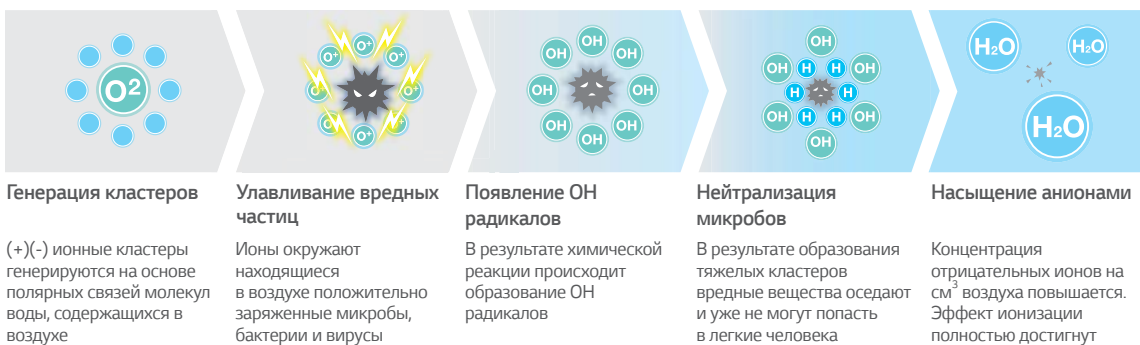 O²
O⁺ O⁺ O⁺
O⁺ O⁺
O⁺ O⁺ O⁺
OH OH OH
OH OH
OH OH OH
OH
OH H H OH
H H
OH H H OH
OH
H₂O H₂O
H₂O
Генерация кластеров
(+)(-) ионные кластеры
генерируются на основе
полярных связей молекул
воды, содержащихся в
воздухе
Улавливание вредных
частиц
Ионы окружают
находящиеся
в воздухе положительно
заряженные микробы,
бактерии и вирусы
Появление ОН
радикалов
В результате химической
реакции происходит
образование ОН
радикалов
Нейтрализация
микробов
В результате образования
тяжелых кластеров
вредные вещества оседают
и уже не могут попасть
в легкие человека
Насыщение анионами
Концентрация
отрицательных ионов на
см³ воздуха повышается.
Эффект ионизации
полностью достигнут